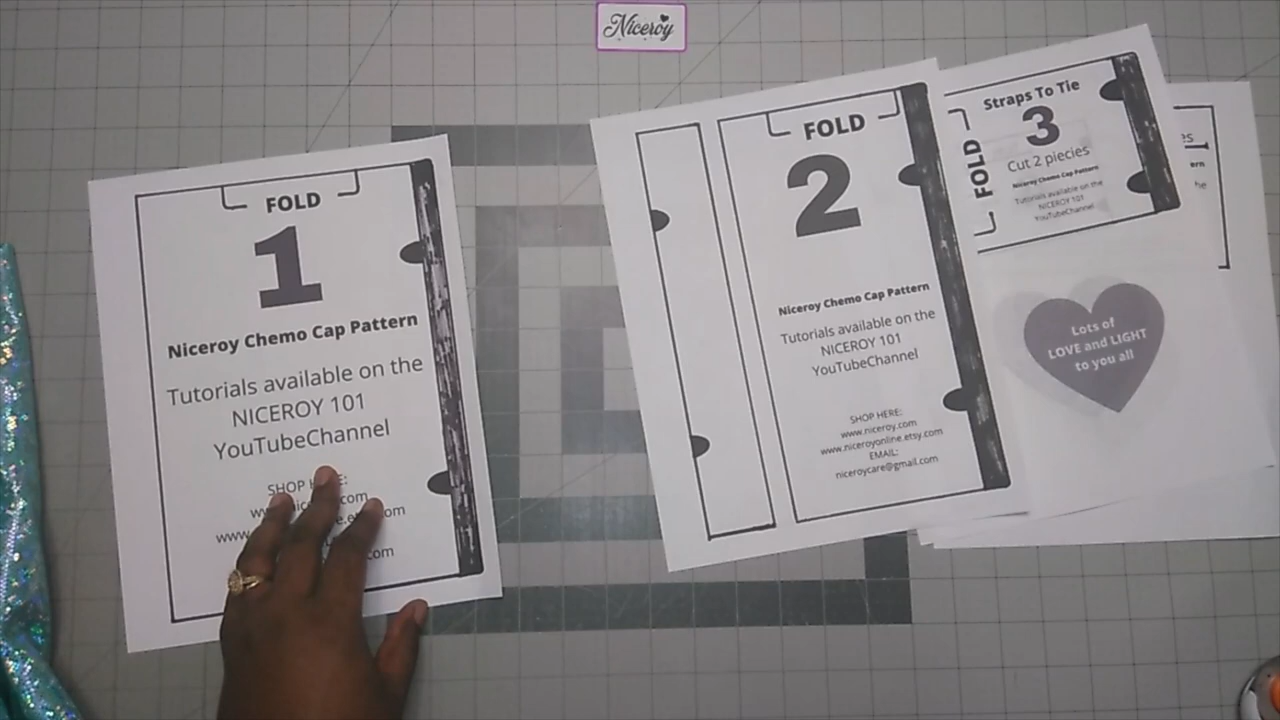 Niceroy
FOLD
1
Niceroy Chemo Cap Pattern
Tutorials available on the
NICEROY 101
YouTubeChannel
SHOP
FOLD
2
Niceroy Chemo Cap Pattern
Tutorials available on the
NICEROY 101
YouTubeChannel
SHOP HERE:
www.niceroy.com
www.niceroyonline.etsy.com
EMAIL:
niceroycare@gmail.com
FOLD
Straps To Tie
3
Cut 2 piecies
Niceroy Chemo Cap Pattern
Tutorials available on the
NICEROY 101
YouTubeChannel
Lots of
LOVE and LIGHT
to you all